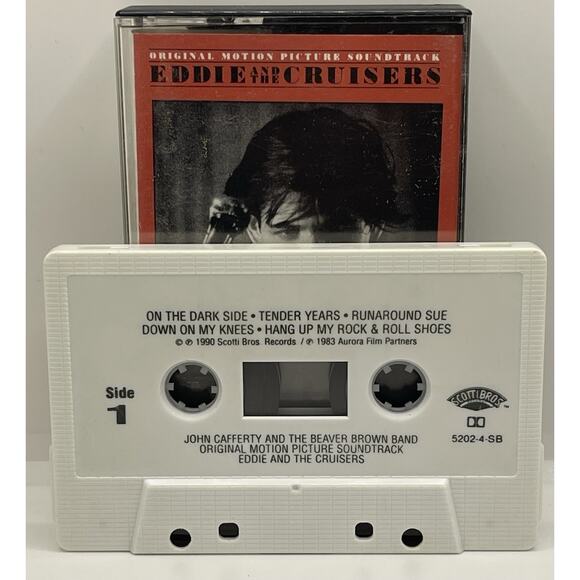 ORIGINAL MOTION PICTURE SOUNDTRACK
EDDIE AND THE CRUISERS
ON THE DARK SIDE • TENDER YEARS • RUNAROUND SUE
DOWN ON MY KNEES • HANG UP MY ROCK & ROLL SHOES
© ℗ 1990 Scotti Bros. Records / ℗ 1983 Aurora Film Partners
Side
1
SCOTTI BROS.™
5202-4-SB
JOHN CAFFERTY AND THE BEAVER BROWN BAND
ORIGINAL MOTION PICTURE SOUNDTRACK
EDDIE AND THE CRUISERS